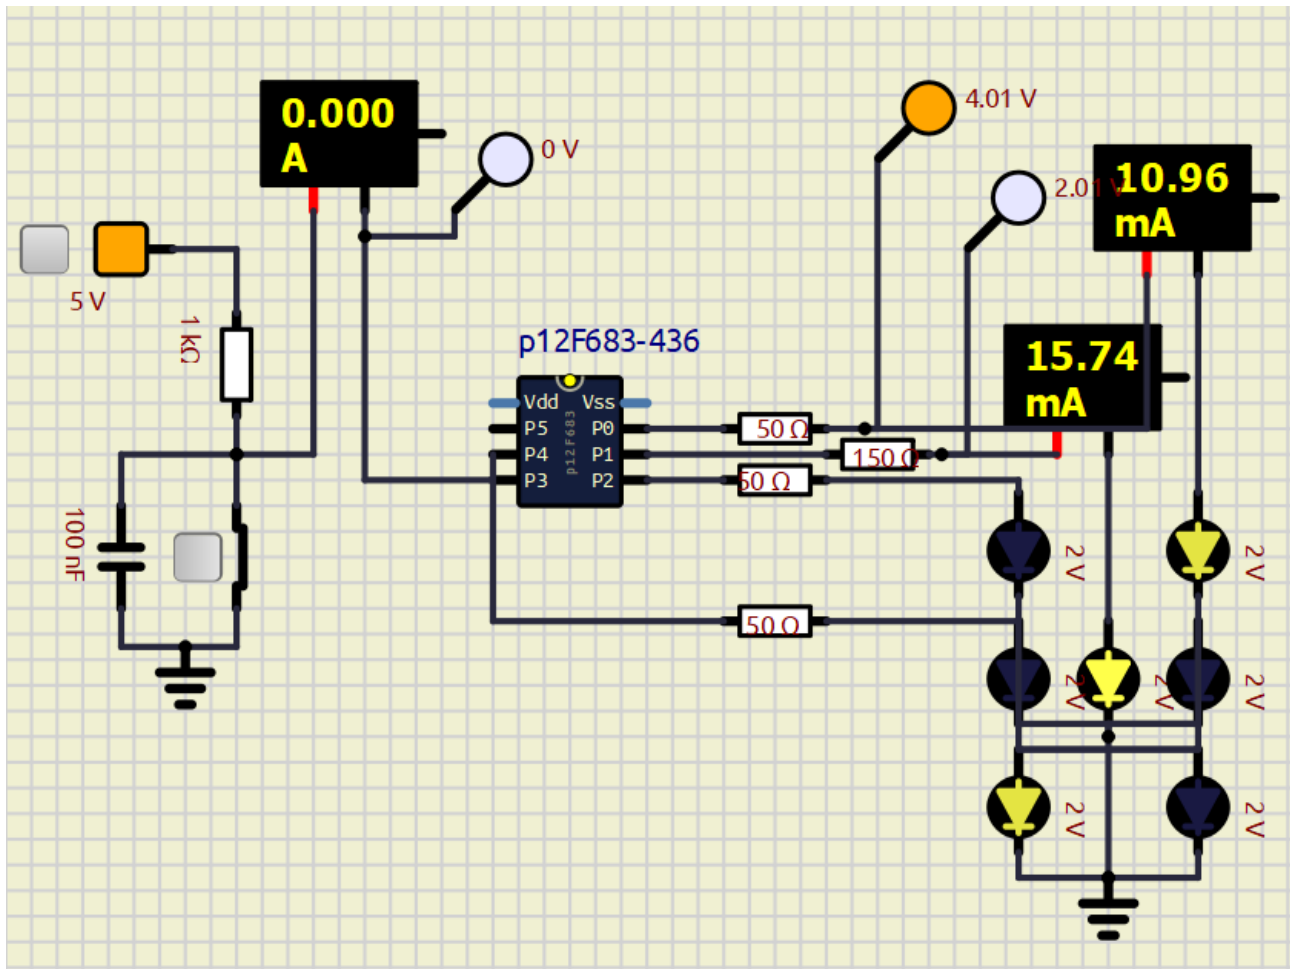 4.01 V
0.000
A
0 V
10.96
mA
2.01 V
5 V
1 kΩ
p12F683-436
15.74
mA
Vdd
Vss
P5
P0
P4
P1
P3
P2
p12f683
50 Ω
150 Ω
50 Ω
100 nF
2 V
2 V
50 Ω
2 V
2 V
2 V
2 V
2 V